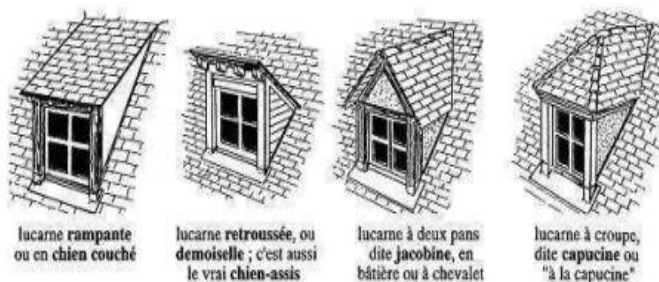 lucarne rampante
ou en chien couché
lucarne retroussée, ou
demoiselle ; c'est aussi
le vrai chien-assis
lucarne à deux pans
dite jacobine, en
bâtière ou à chevalet
lucarne à croupe,
dite capucine ou
"à la capucine"